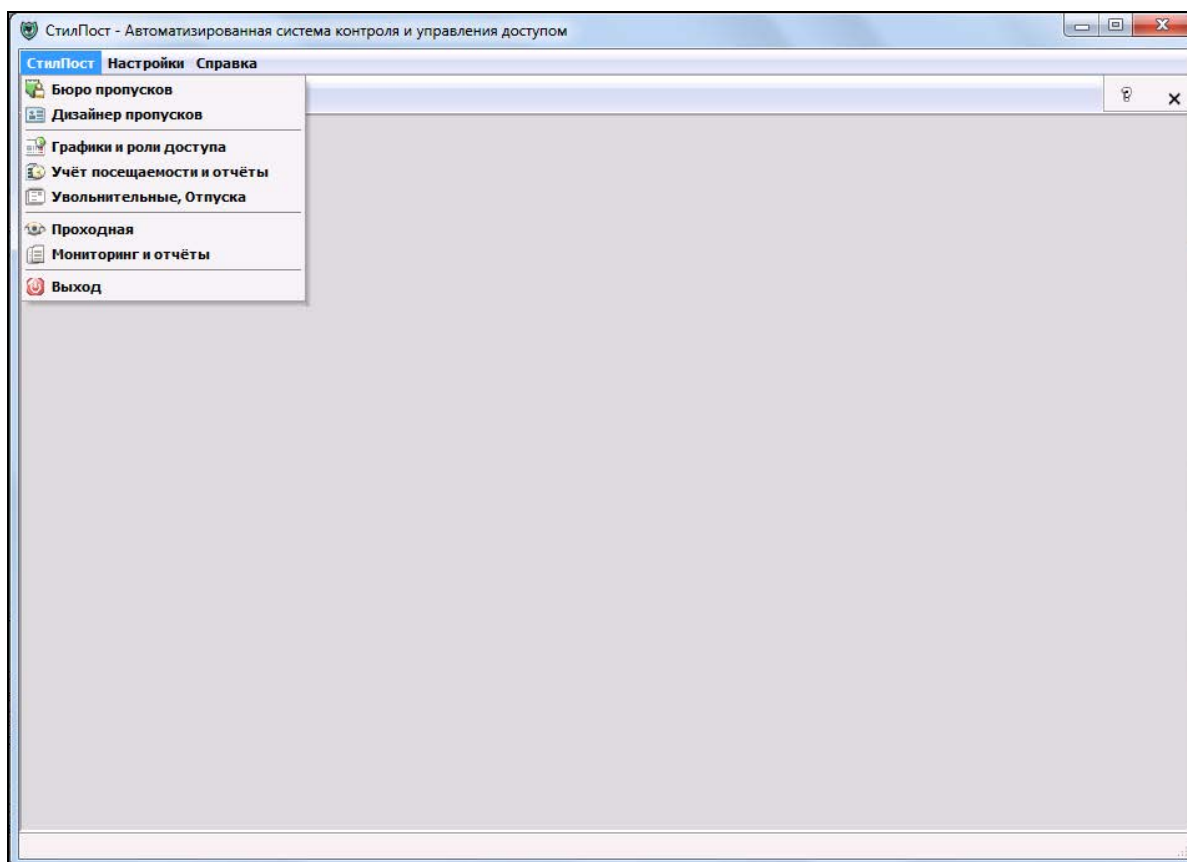 СтилПост - Автоматизированная система контроля и управления доступом
СтилПост Настройки Справка
Бюро пропусков
Дизайнер пропусков
Графики и роли доступа
Учёт посещаемости и отчёты
Увольнительные, Отпуска
Проходная
Мониторинг и отчёты
Выход